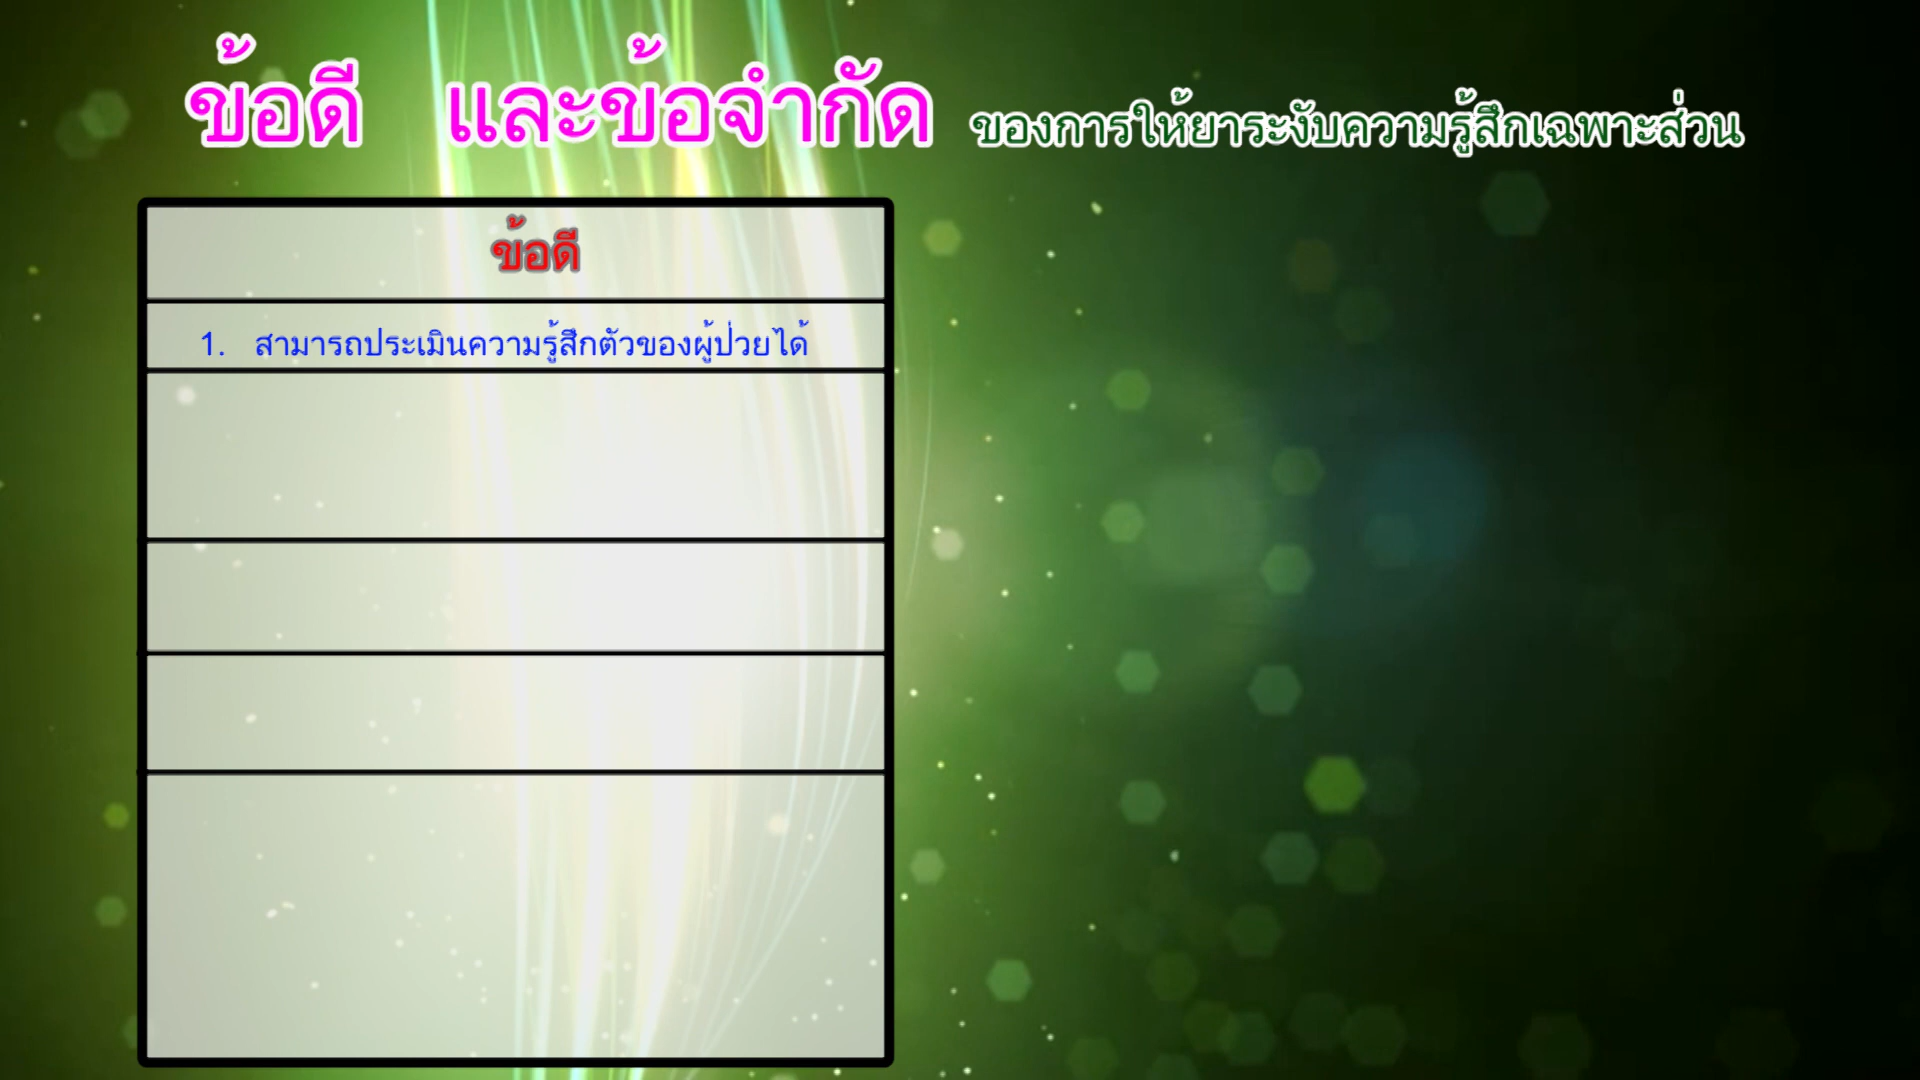 ข้อดี และข้อจำกัด ของการให้ยาระงับความรู้สึกเฉพาะส่วน
ข้อดี
1. สามารถประเมินความรู้สึกตัวของผู้ป่วยได้